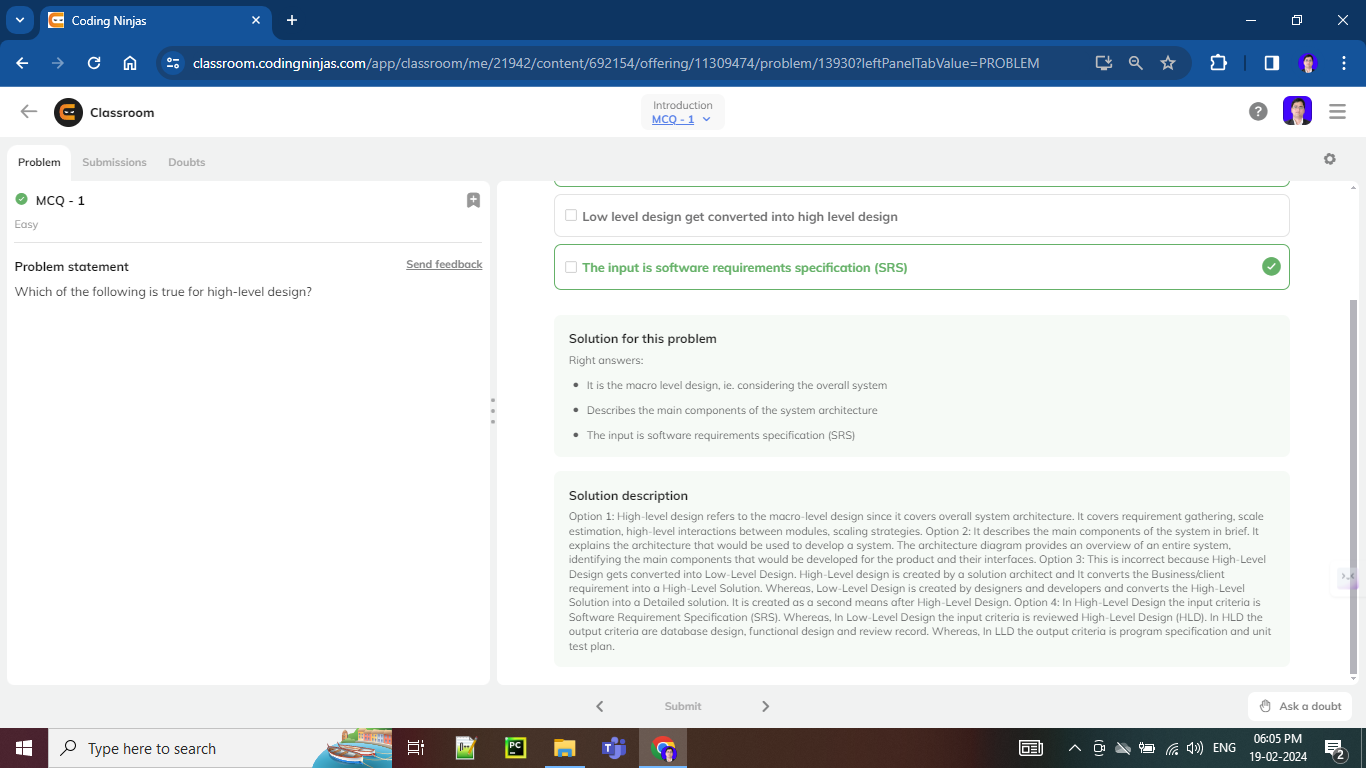 Coding Ninjas
classroom.codingninjas.com/app/classroom/me/21942/content/692154/offering/11309474/problem/13930?leftPanelTabValue=PROBLEM
Classroom
Introduction
MCQ - 1
Problem
Submissions
Doubts
MCQ - 1
Easy
Problem statement
Send feedback
Which of the following is true for high-level design?
Low level design get converted into high level design
The input is software requirements specification (SRS)
Solution for this problem
Right answers:
It is the macro level design, ie. considering the overall system
Describes the main components of the system architecture
The input is software requirements specification (SRS)
Solution description
Option 1: High-level design refers to the macro-level design since it covers overall system architecture. It covers requirement gathering, scale
estimation, high-level interactions between modules, scaling strategies. Option 2: It describes the main components of the system in brief. It
explains the architecture that would be used to develop a system. The architecture diagram provides an overview of an entire system,
identifying the main components that would be developed for the product and their interfaces. Option 3: This is incorrect because High-Level
Design gets converted into Low-Level Design. High-Level design is created by a solution architect and It converts the Business/client
requirement into a High-Level Solution. Whereas, Low-Level Design is created by designers and developers and converts the High-Level
Solution into a Detailed solution. It is created as a second means after High-Level Design. Option 4: In High-Level Design the input criteria is
Software Requirement Specification (SRS). Whereas, In Low-Level Design the input criteria is reviewed High-Level Design (HLD). In HLD the
output criteria are database design, functional design and review record. Whereas, In LLD the output criteria is program specification and unit
test plan.
Submit
Ask a doubt
Type here to search
ENG
06:05 PM
19-02-2024
2